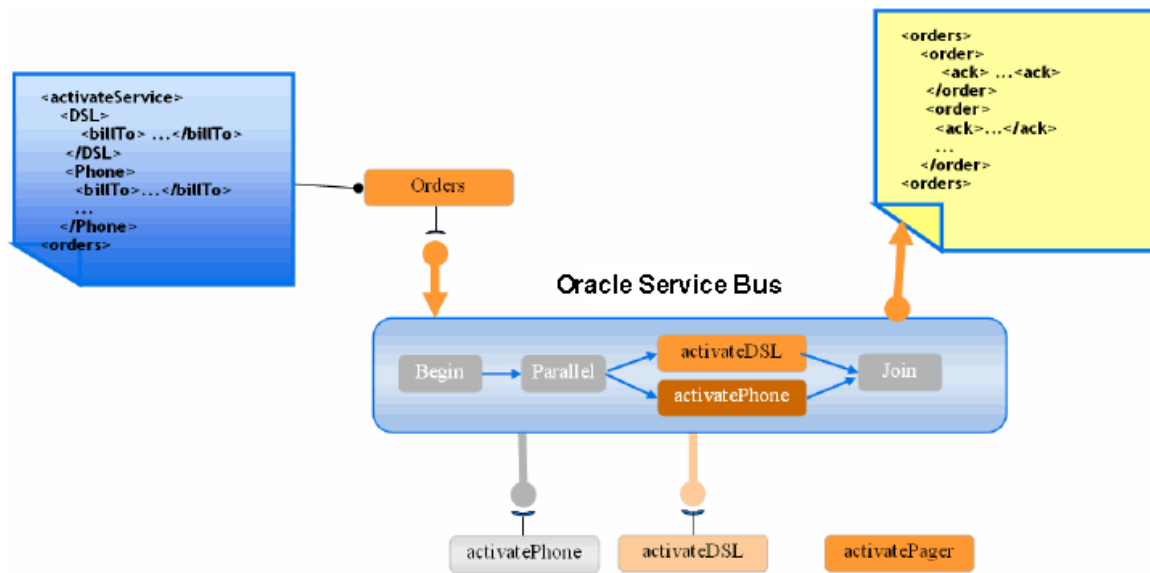 <activateService>
<DSL>
<billTo> ...</billTo>
</DSL>
<Phone>
<billTo>...</billTo>
...
</Phone>
<orders>
Orders
<orders>
<order>
<ack> ...<ack>
</order>
<order>
<ack>...</ack>
...
</order>
<orders>
Oracle Service Bus
Begin
Parallel
activateDSL
activatePhone
Join
activatePhone
activateDSL
activatePager